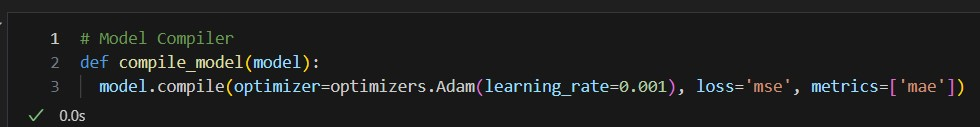 1 # Model Compiler
2 def compile_model(model):
3 model.compile(optimizer=optimizers.Adam(learning_rate=0.001), loss='mse', metrics=['mae'])
0.0s